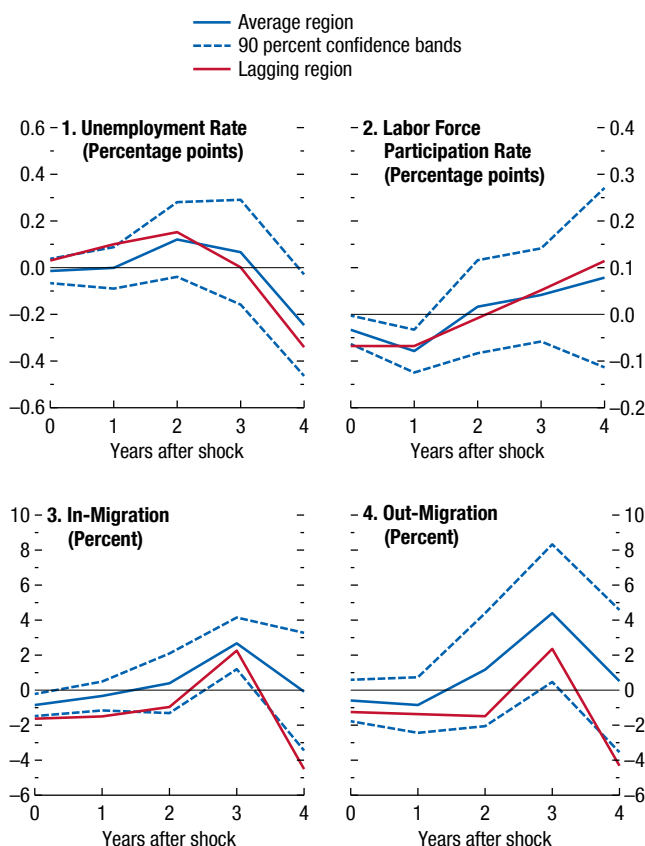 Average region
90 percent confidence bands
Lagging region
1. Unemployment Rate
(Percentage points)
0.6
0.4
0.2
0.0
–0.2
–0.4
–0.6
0 1 2 3 4
Years after shock
2. Labor Force
Participation Rate
(Percentage points)
0.4
0.3
0.2
0.1
0.0
–0.1
–0.2
0 1 2 3 4
Years after shock
3. In-Migration
(Percent)
10
8
6
4
2
0
–2
–4
–6
0 1 2 3 4
Years after shock
4. Out-Migration
(Percent)
10
8
6
4
2
0
–2
–4
–6
0 1 2 3 4
Years after shock